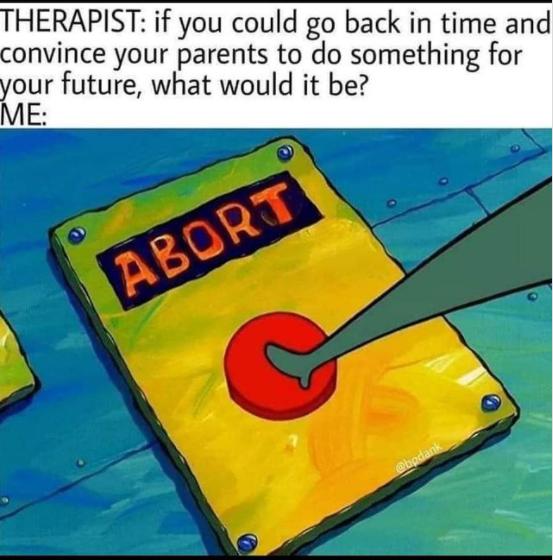 THERAPIST: if you could go back in time and
convince your parents to do something for
your future, what would it be?
ME:
ABORT
@bpdank